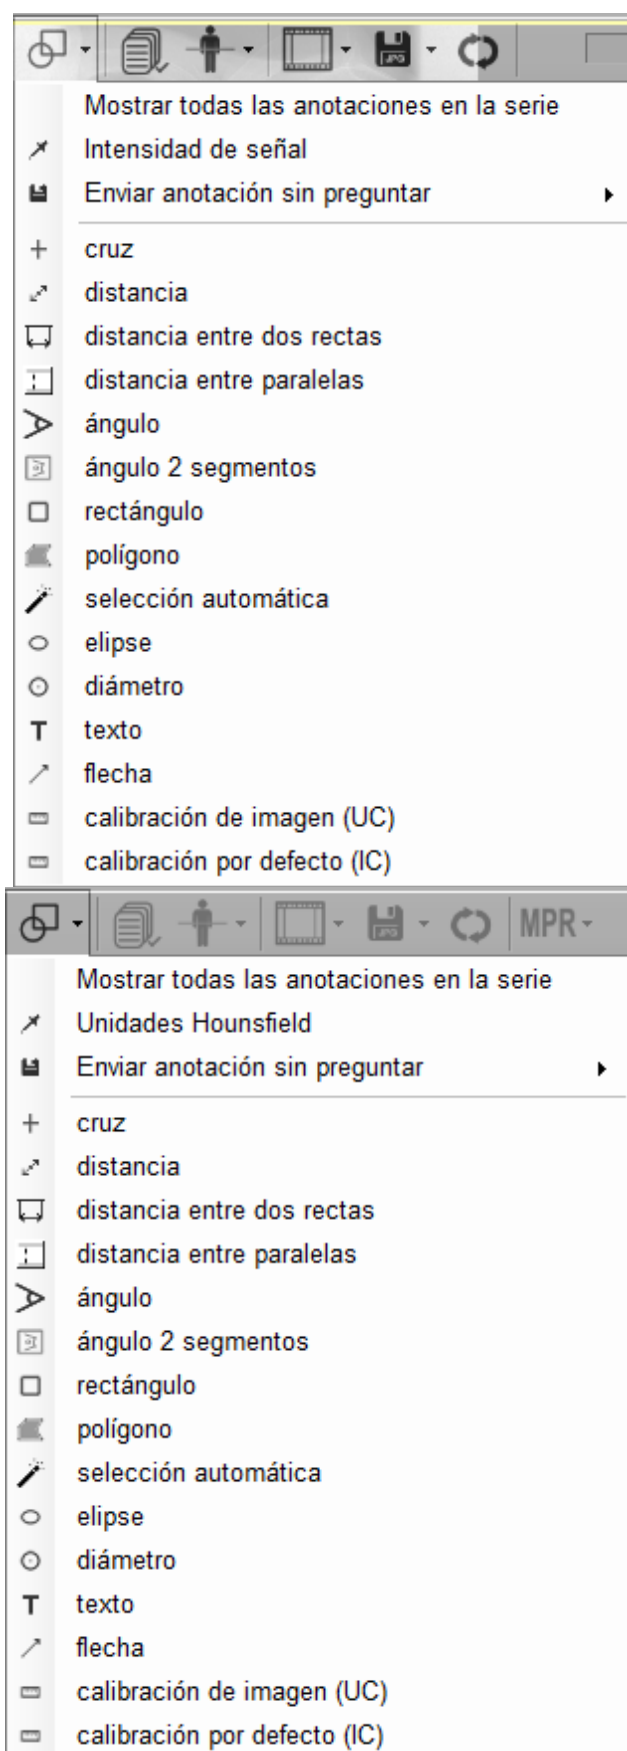 JPG
Mostrar todas las anotaciones en la serie
Intensidad de señal
Enviar anotación sin preguntar
cruz
distancia
distancia entre dos rectas
distancia entre paralelas
ángulo
ángulo 2 segmentos
rectángulo
polígono
selección automática
elipse
diámetro
T texto
flecha
calibración de imagen (UC)
calibración por defecto (IC)
JPG MPR
Mostrar todas las anotaciones en la serie
Unidades Hounsfield
Enviar anotación sin preguntar
cruz
distancia
distancia entre dos rectas
distancia entre paralelas
ángulo
ángulo 2 segmentos
rectángulo
polígono
selección automática
elipse
diámetro
T texto
flecha
calibración de imagen (UC)
calibración por defecto (IC)